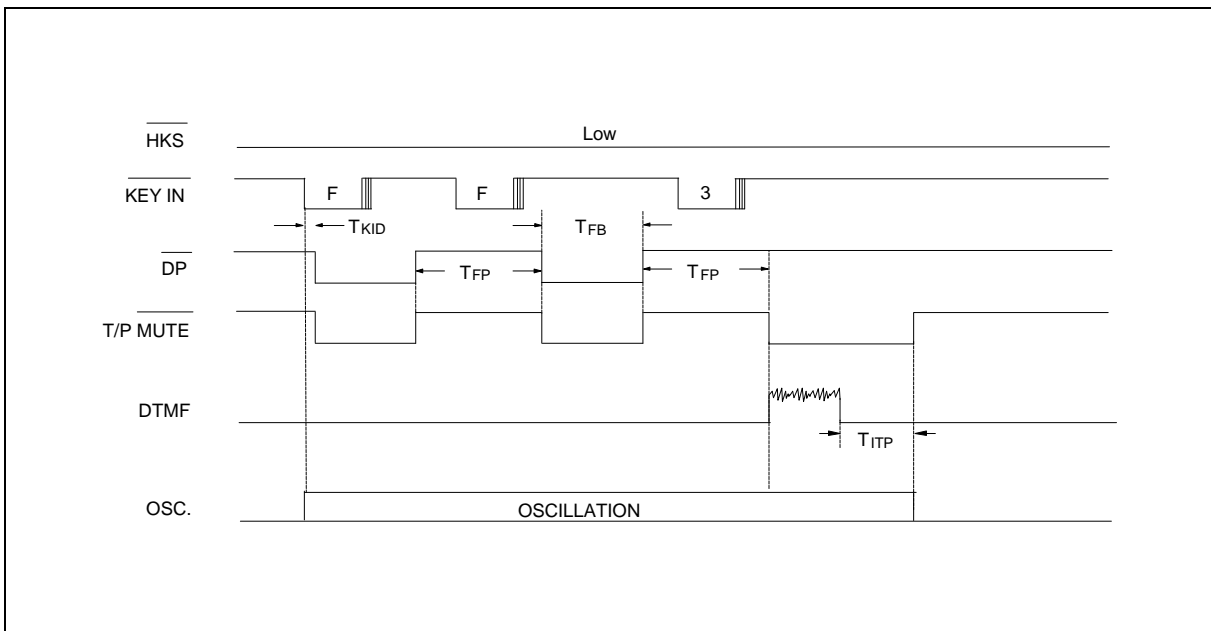 HKS Low
KEY IN F F 3
TKID TFB
DP TFP TFP
T/P MUTE
DTMF
TITP
OSC. OSCILLATION